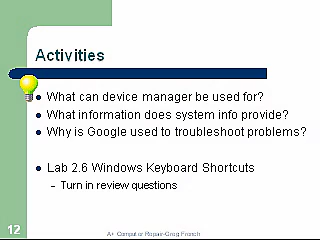 Activities
What can device manager be used for?
What information does system info provide?
Why is Google used to troubleshoot problems?
Lab 2.6 Windows Keyboard Shortcuts
– Turn in review questions
12
A+ Computer Repair-Greg French